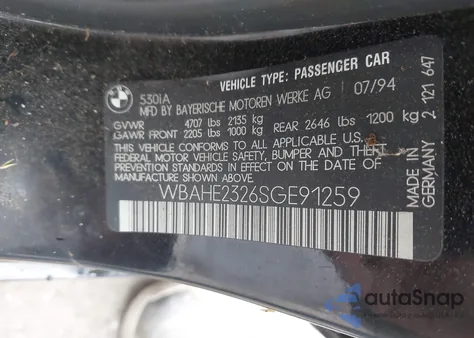 BMW
VEHICLE TYPE: PASSENGER CAR
530IA
MFD BY BAYERISCHE MOTOREN WERKE AG 07/94
GVWR 4707 lbs 2135 kg
GAWR FRONT 2205 lbs 1000 kg REAR 2646 lbs 1200 kg
THIS VEHICLE CONFORMS TO ALL APPLICABLE U.S.
FEDERAL MOTOR VEHICLE SAFETY, BUMPER AND THEFT
PREVENTION STANDARDS IN EFFECT ON THE DATE OF
MANUFACTURE SHOWN ABOVE.
WBAHE2326SGE91259
2 121 647
MADE IN
GERMANY
autoSnap